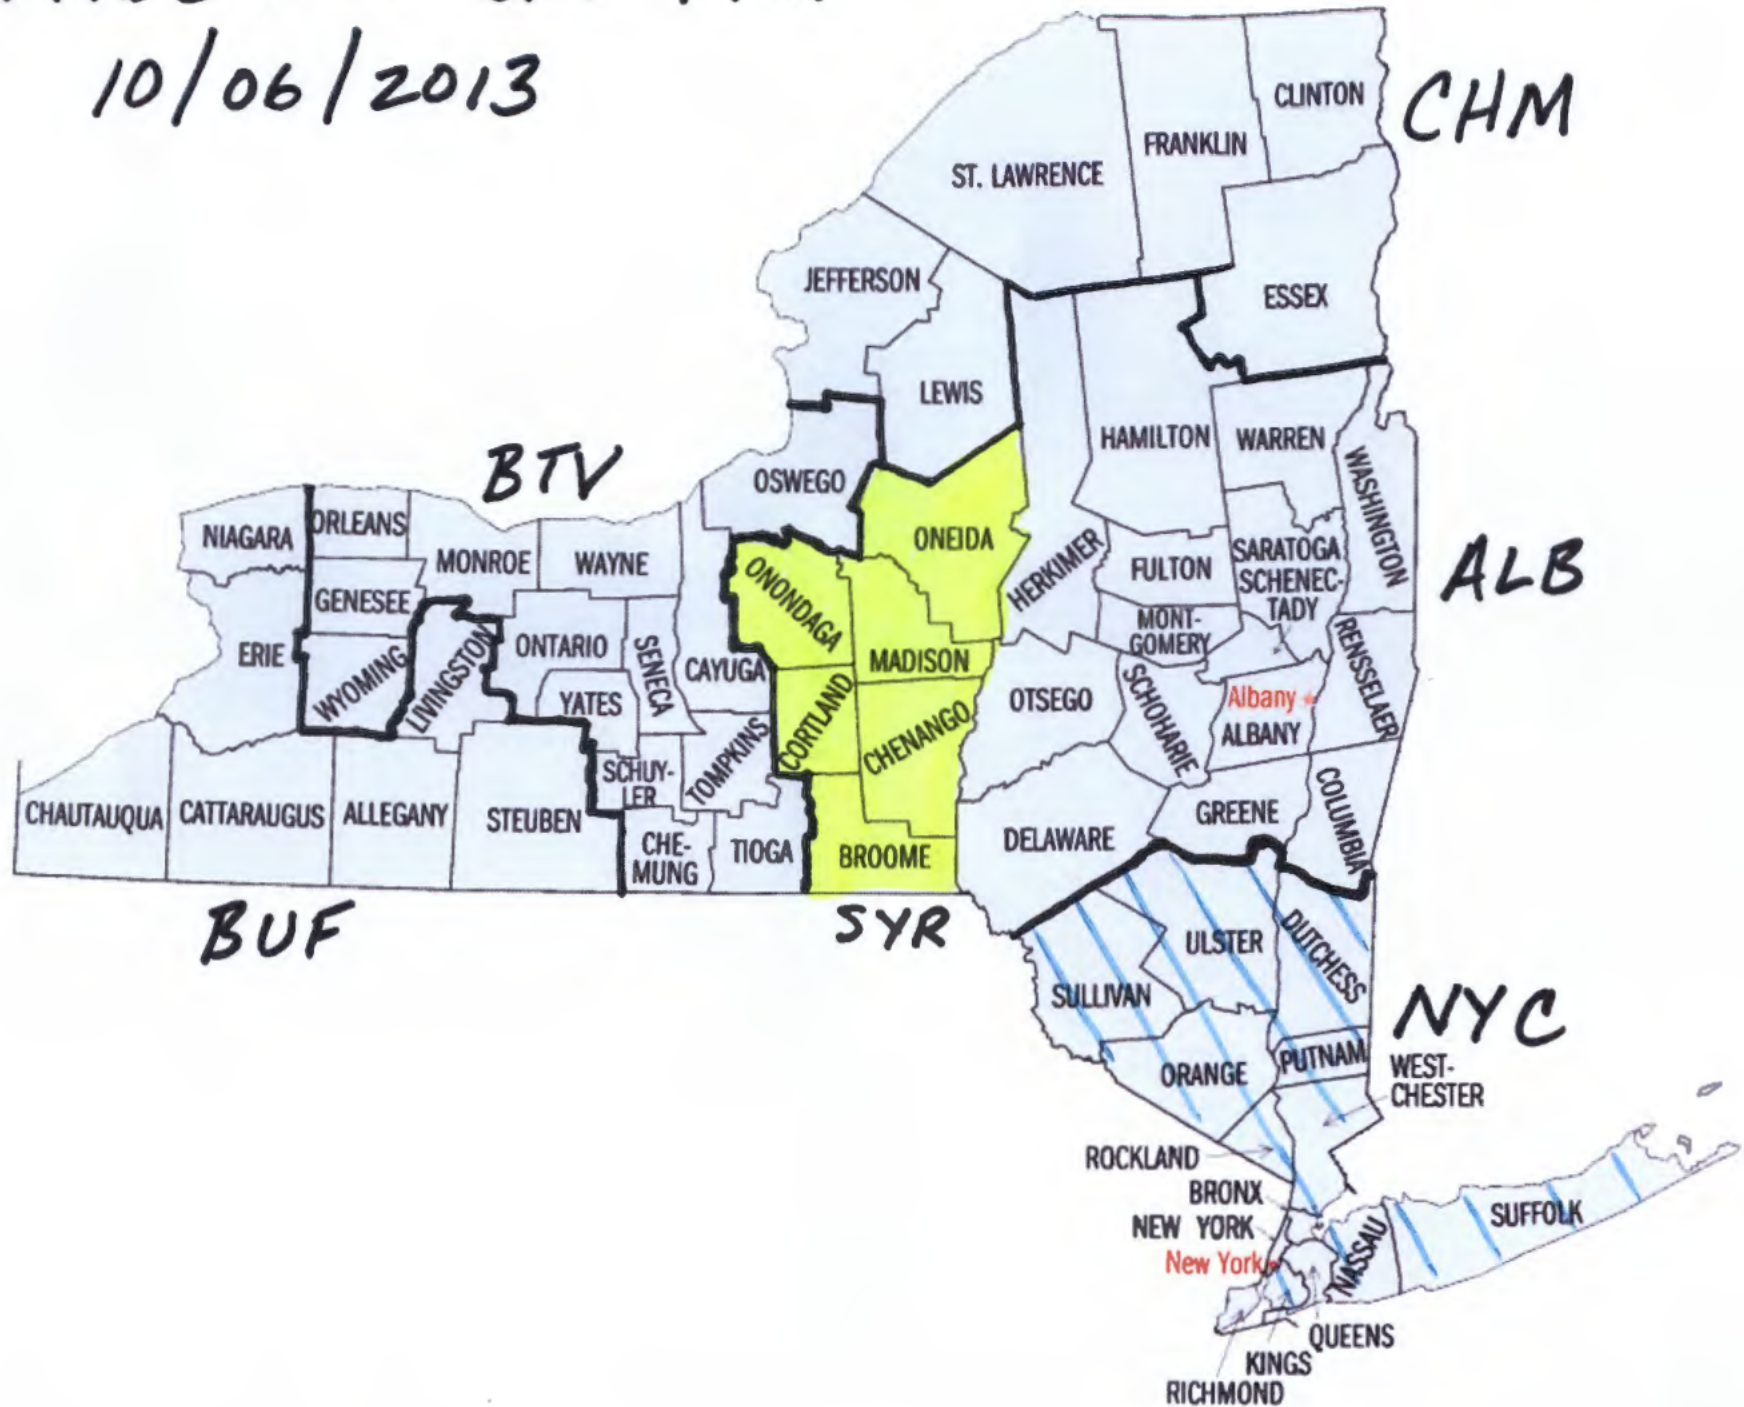 10/06/2013
CHM
CLINTON
FRANKLIN
ST. LAWRENCE
JEFFERSON
ESSEX
LEWIS
HAMILTON
WARREN
WASHINGTON
BTV
OSWEGO
NIAGARA
ORLEANS
MONROE
WAYNE
ONEIDA
HERKIMER
FULTON
SARATOGA
SCHENEC-
TADY
ALB
GENESEE
ONONDAGA
MONT-
GOMERY
ERIE
WYOMING
LIVINGSTON
ONTARIO
SENECA
CAYUGA
MADISON
OTSEGO
SCHOHARIE
Albany
ALBANY
RENSSELAER
YATES
CORTLAND
CHENANGO
SCHUY-
LER
TOMPKINS
CHAUTAUQUA
CATTARAUGUS
ALLEGANY
STEUBEN
CHE-
MUNG
TIOGA
BROOME
DELAWARE
GREENE
COLUMBIA
BUF
SYR
ULSTER
DUTCHESS
SULLIVAN
NYC
ORANGE
PUTNAM
WEST-
CHESTER
ROCKLAND
BRONX
NEW YORK
New York
NASSAU
SUFFOLK
QUEENS
KINGS
RICHMOND